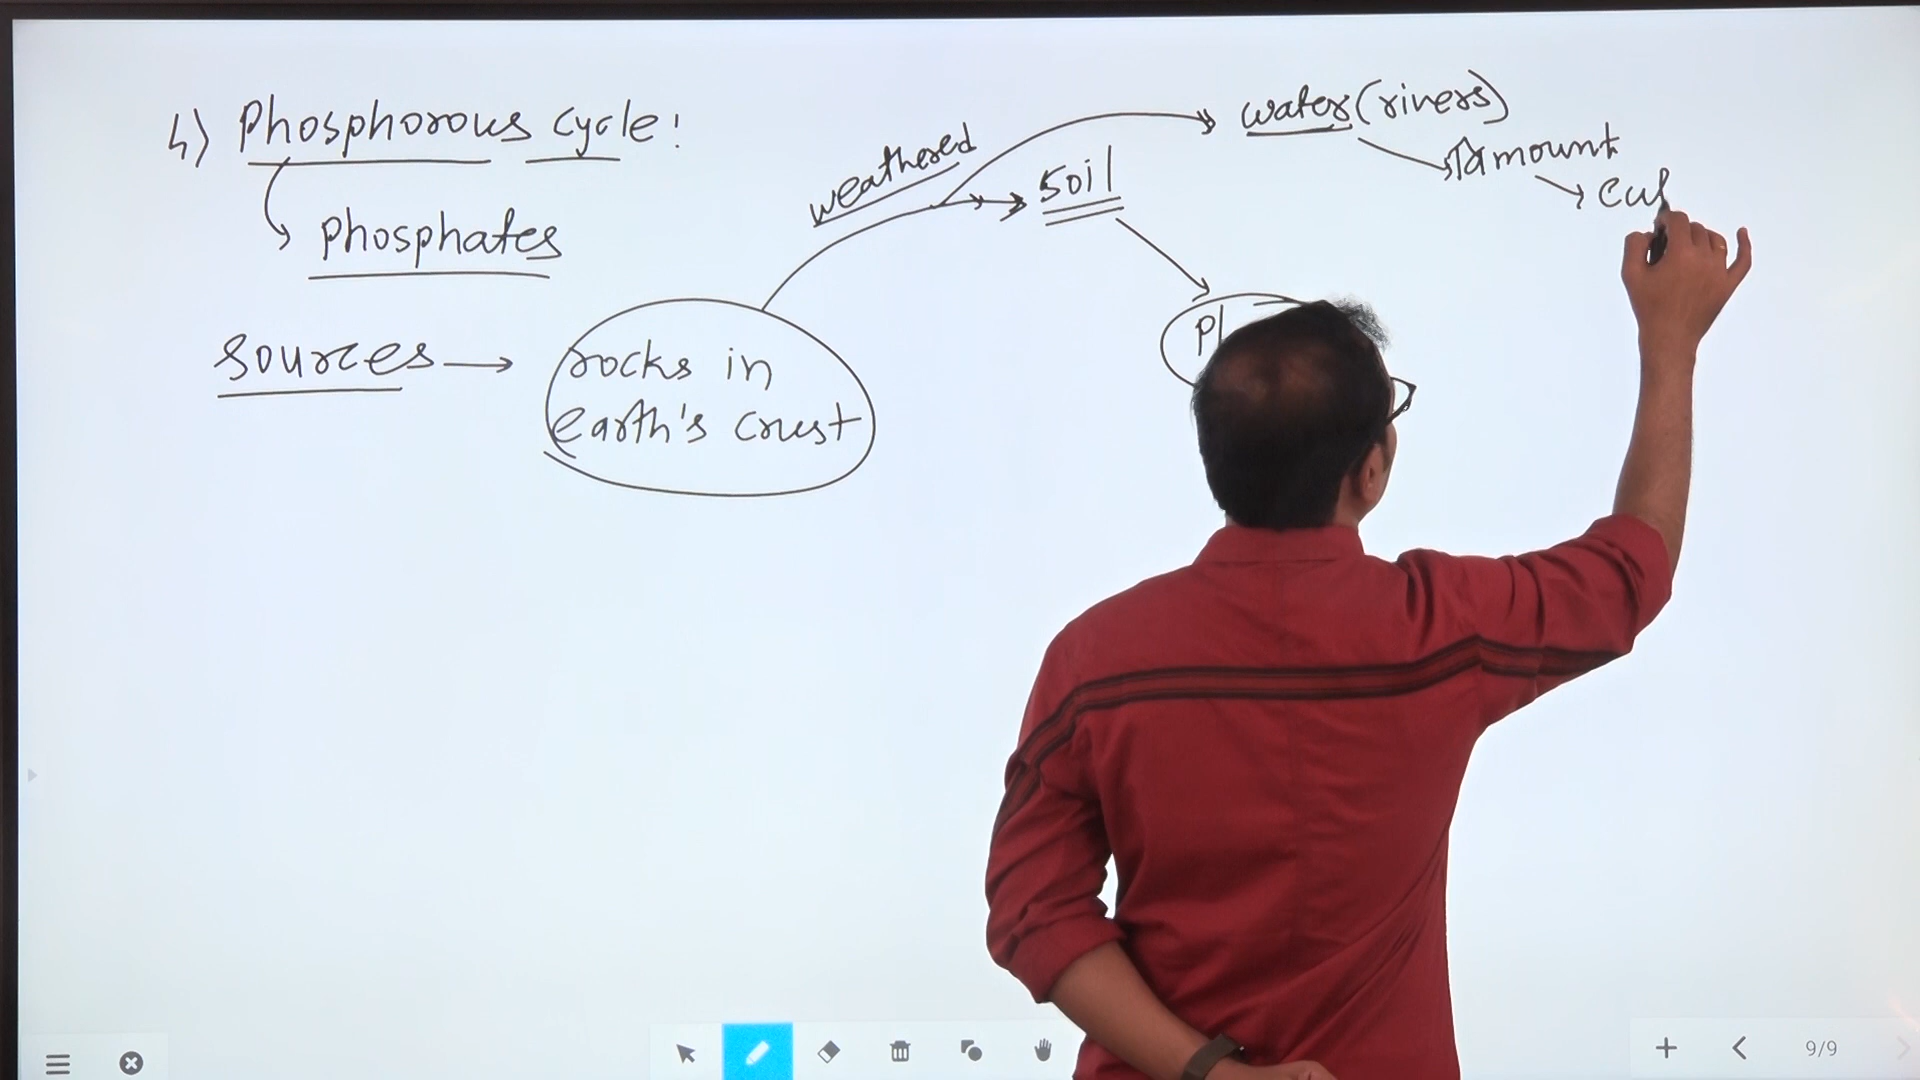 4) Phosphorous cycle:
Phosphates
sources → rocks in
earth's crust
weathered
soil
water (rivers)
↑amount
9/9